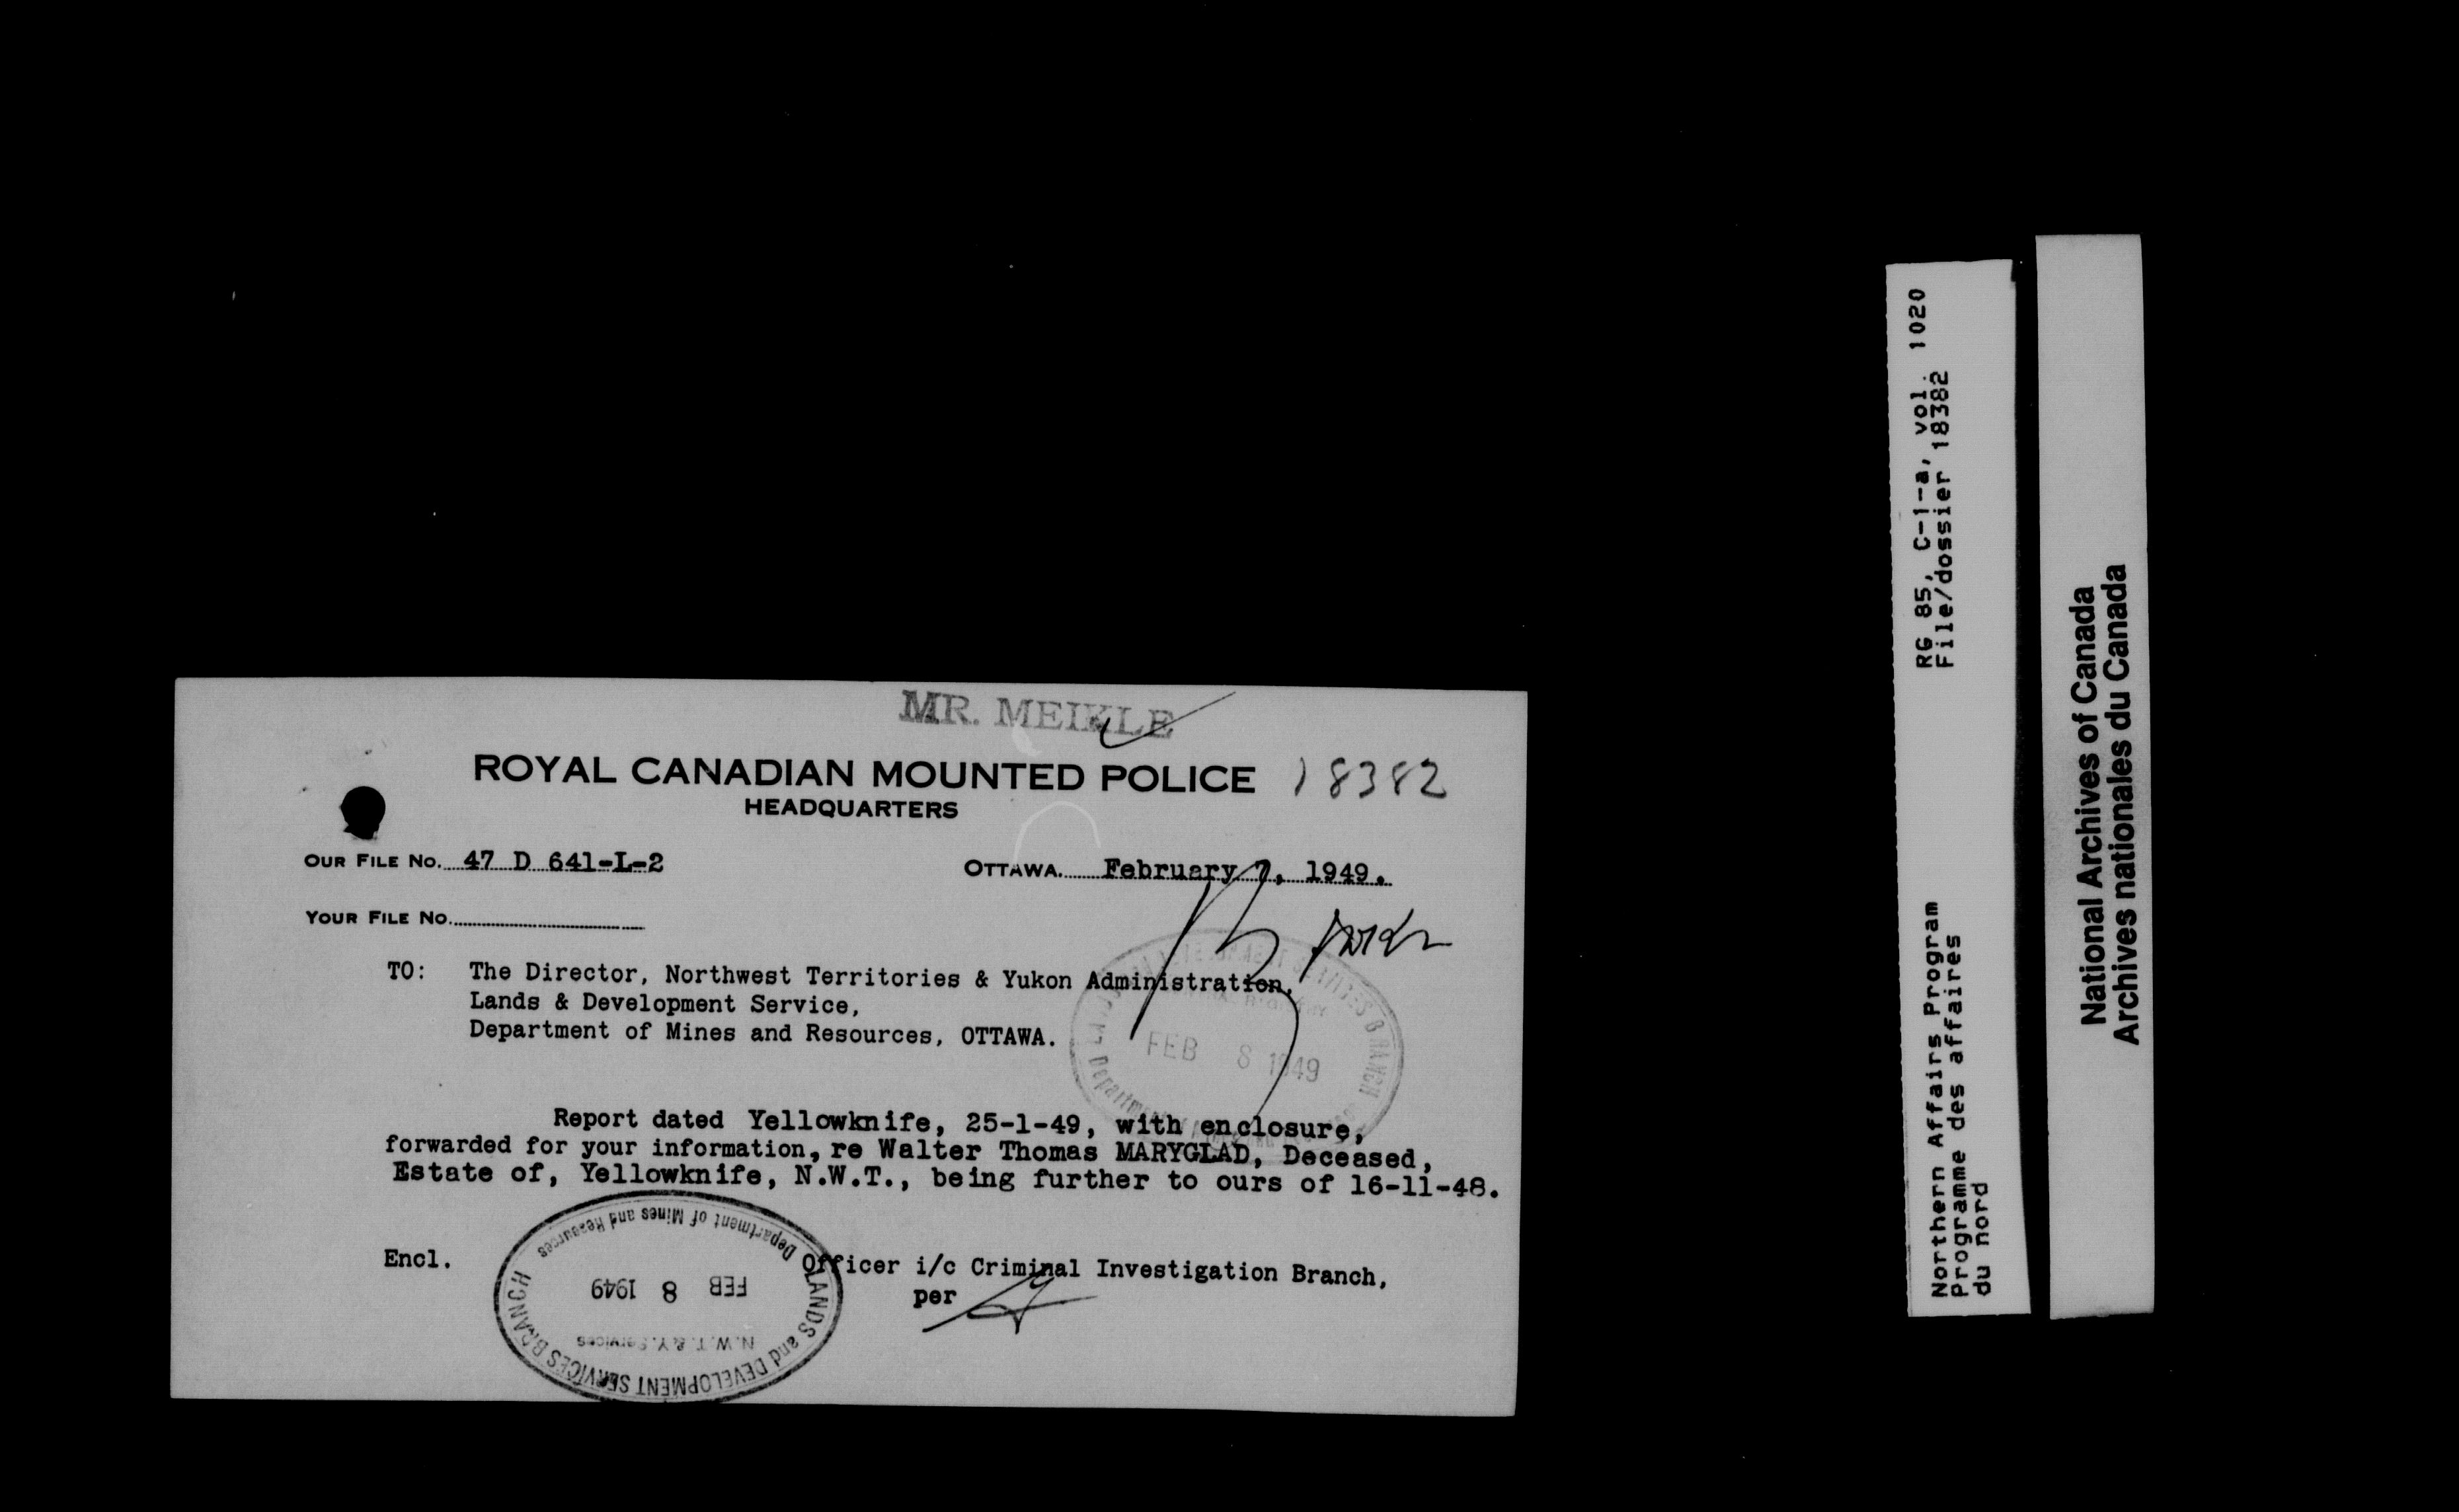 MR. MEIKLE
ROYAL CANADIAN MOUNTED POLICE 18382
HEADQUARTERS
OUR FILE NO. 47 D 641-L-2
OTTAWA. February 7, 1949.
YOUR FILE NO.
TO: The Director, Northwest Territories & Yukon Administration,
Lands & Development Service,
Department of Mines and Resources, OTTAWA.
FEB 8 1949
Report dated Yellowknife, 25-1-49, with enclosure,
forwarded for your information, re Walter Thomas MARYGLAD, Deceased,
Estate of, Yellowknife, N.W.T., being further to ours of 16-11-48.
Encl.
Officer i/c Criminal Investigation Branch,
per
LANDS and DEVELOPMENT SERVICES BRANCH
N.W.T. & Y. Services
FEB 8 1949
Department of Mines and Resources
RG 85, C-1-a, vol. 1020
File/dossier 18382
Northern Affairs Program
Programme des affaires
du nord
National Archives of Canada
Archives nationales du Canada